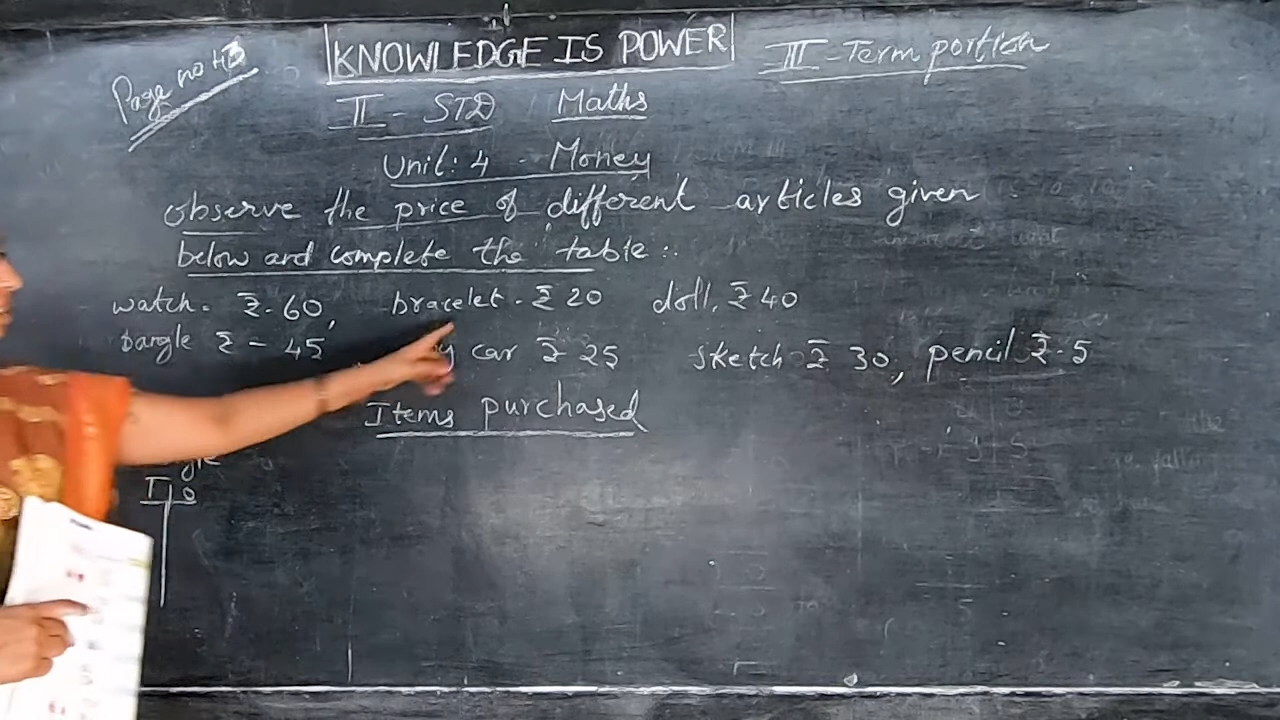 Page no 43
KNOWLEDGE IS POWER
III - Term portion
II - STD Maths
Unit: 4 - Money
observe the price of different articles given
below and complete the table :.
watch - ₹. 60, bracelet - ₹ 20 doll, ₹ 40
Bangle ₹ - 45 car ₹ 25 sketch ₹ 30, pencil ₹ . 5
Items purchased
T O